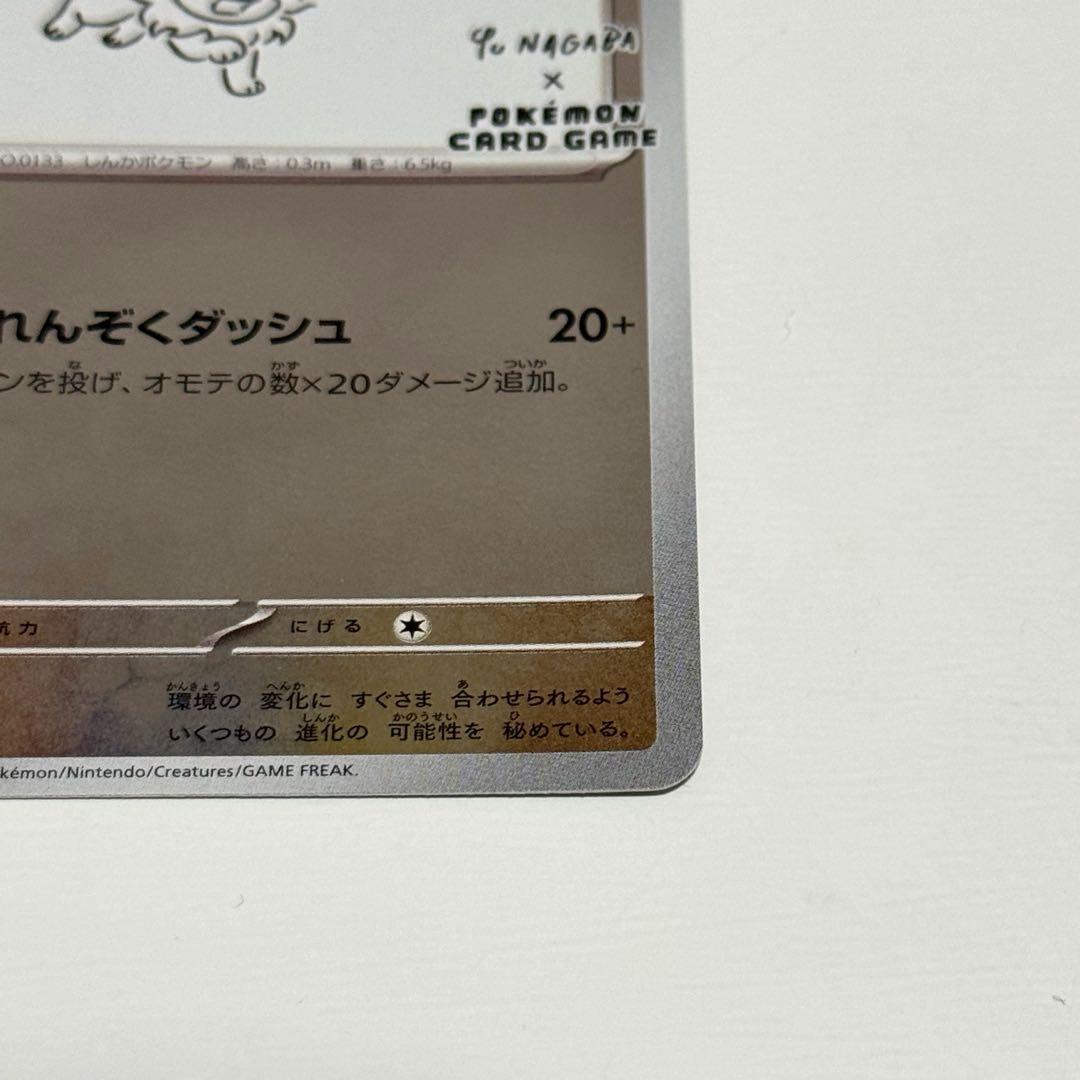 Yu NAGABA
×
POKÉMON
CARD GAME
O.0133 しんかポケモン 高さ:0.3m 重さ:6.5kg
れんぞくダッシュ 20+
ンを投げ、オモテの数×20ダメージ追加。
抗力 にげる
環境の 変化に すぐさま 合わせられるよう
いくつもの 進化の 可能性を 秘めている。
kémon/Nintendo/Creatures/GAME FREAK.